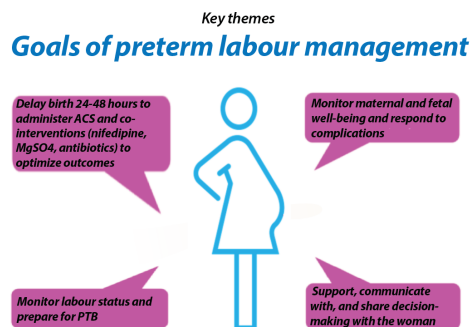 Key themes
Goals of preterm labour management
Delay birth 24-48 hours to
administer ACS and co-
interventions (nifedipine,
MgSO4, antibiotics) to
optimize outcomes
Monitor maternal and fetal
well-being and respond to
complications
Monitor labour status and
prepare for PTB
Support, communicate
with, and share decision-
making with the woman